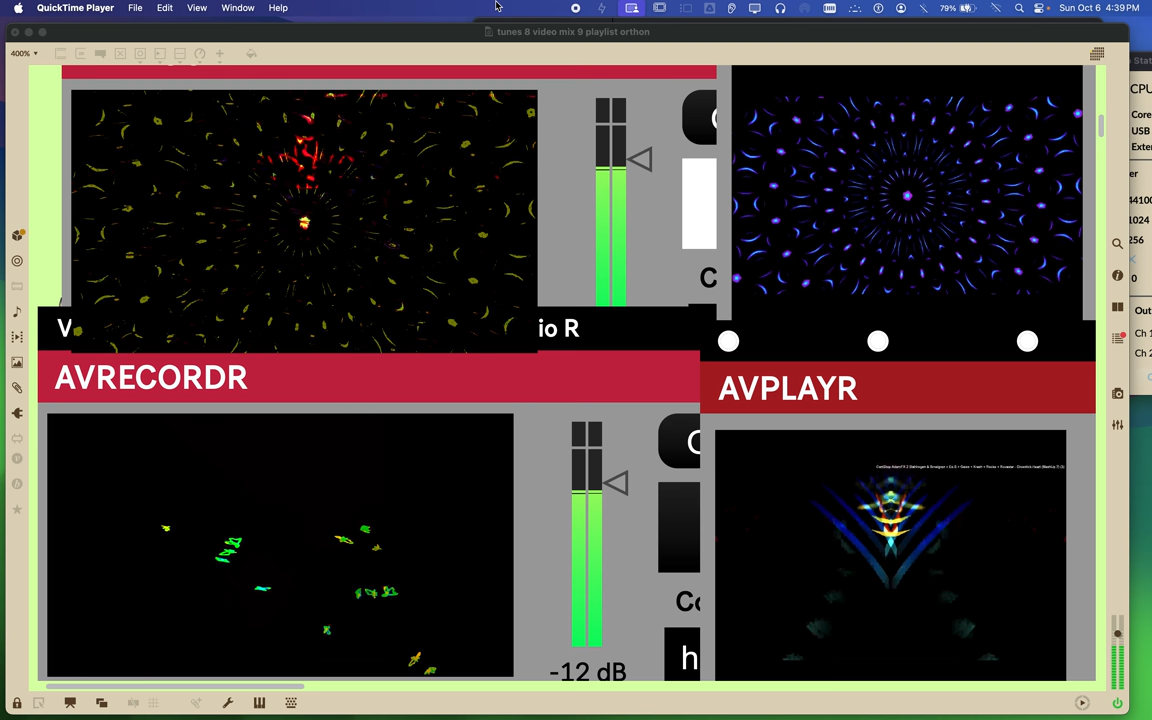 QuickTime Player File Edit View Window Help
79%
Sun Oct 6 4:39 PM
tunes 8 video mix 9 playlist orthon
400%
V
io R
AVRECORDR
AVPLAYR
C
C
C
Co
h
-12 dB
Stat
CPU
Core
USB
Exter
er
44100
1024
256
0
Out
Ch 1
Ch 2